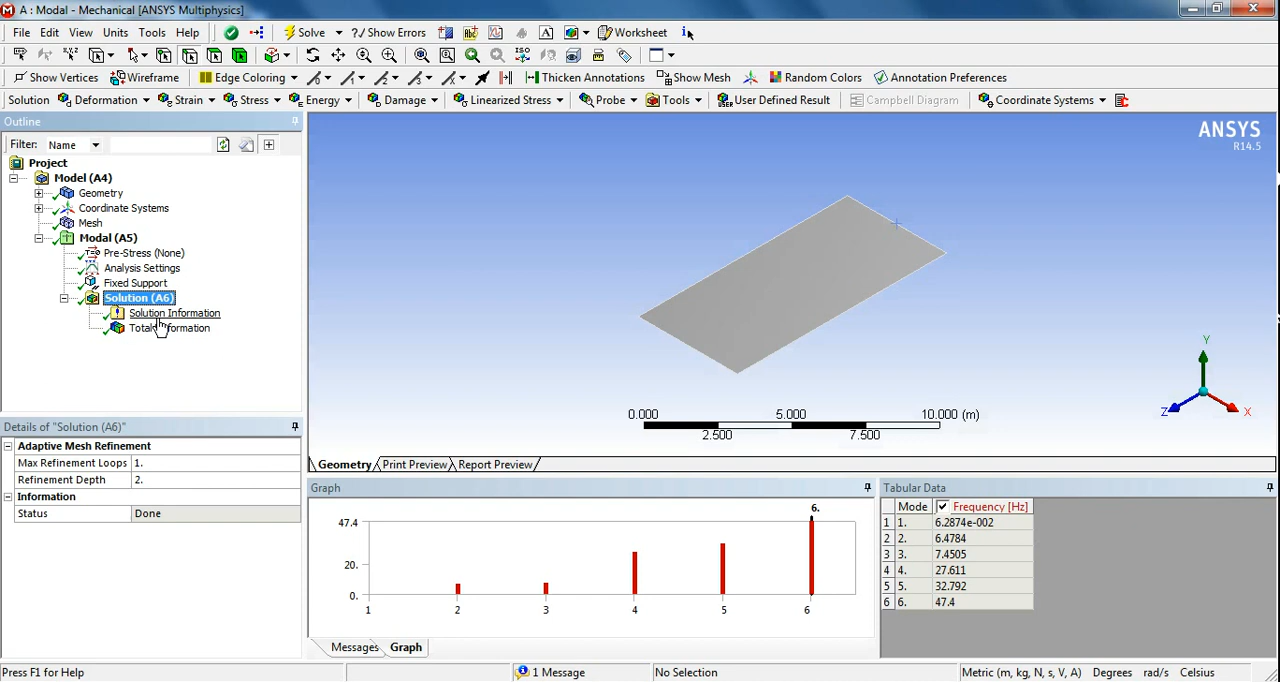 A : Modal - Mechanical [ANSYS Multiphysics]
File Edit View Units Tools Help Solve ?/ Show Errors Worksheet
Show Vertices Wireframe Edge Coloring Thicken Annotations Show Mesh Random Colors Annotation Preferences
Solution Deformation Strain Stress Energy Damage Linearized Stress Probe Tools User Defined Result Campbell Diagram Coordinate Systems
Outline
Filter: Name
Project
Model (A4)
Geometry
Coordinate Systems
Mesh
Modal (A5)
Pre-Stress (None)
Analysis Settings
Fixed Support
Solution (A6)
Solution Information
ANSYS
R14.5
Y
Z
X
0.000 5.000 10.000 (m)
2.500 7.500
Geometry Print Preview Report Preview
Details of "Solution (A6)"
Adaptive Mesh Refinement
Max Refinement Loops 1.
Refinement Depth 2.
Information
Status Done
Graph
6.
47.4
20.
0.
1 2 3 4 5 6
Messages Graph
Tabular Data
Mode Frequency [Hz]
1 1. 6.2874e-002
2 2. 6.4784
3 3. 7.4505
4 4. 27.611
5 5. 32.792
6 6. 47.4
Press F1 for Help 1 Message No Selection Metric (m, kg, N, s, V, A) Degrees rad/s Celsius